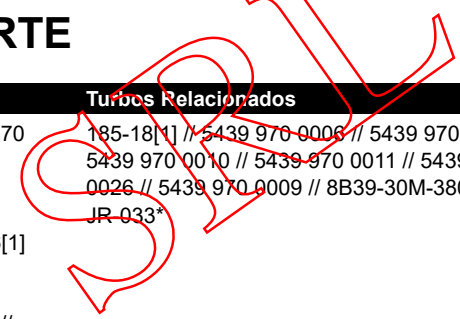 RTE
Turbos Relacionados
70 185-18[1] // 5439 970 0006 // 5439 970
5439 970 0010 // 5439 970 0011 // 5439
0026 // 5439 970 0009 // 8B39-30M-380
JR-033*
[1]
//
SRL